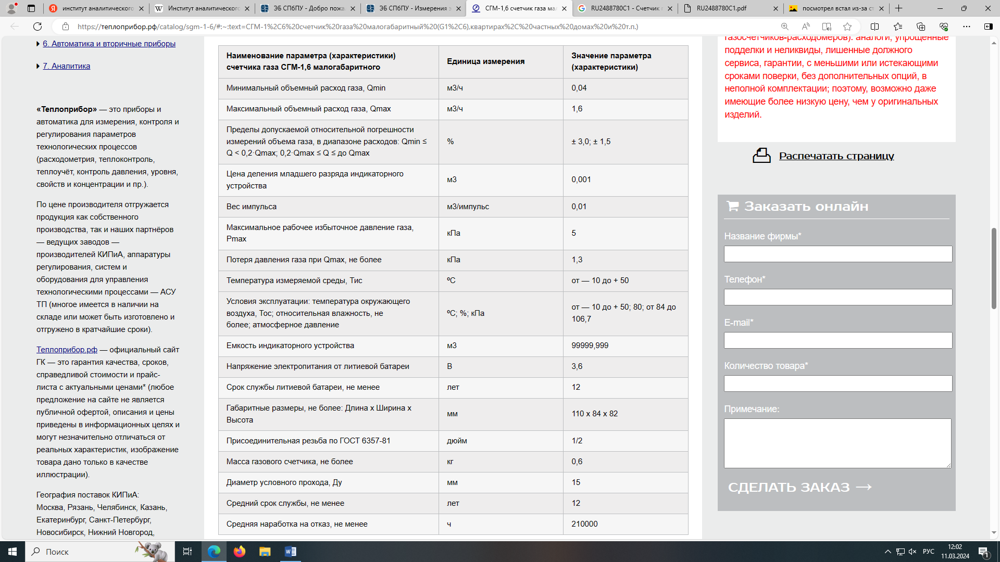 институт аналитического
Институт аналитическог
ЭБ СПбПУ - Добро пожа
ЭБ СПбПУ - Измерения
СГМ-1,6 счетчик газа ма
RU2488780C1 - Счетчик
RU2488780C1.pdf
посмотрел встал из-за ст
https://теплоприбор.рф/catalog/sgm-1-6/#:~:text=СГМ-1%2C6%20счетчик%20газа%20малогабаритный%20(G1%2C6),квартирах%2C%20частных%20домах%20и%20т.п.)
6. Автоматика и вторичные приборы
7. Аналитика
«Теплоприбор» — это приборы и
автоматика для измерения, контроля и
регулирования параметров
технологических процессов
(расходометрия, теплоконтроль,
теплоучёт, контроль давления, уровня,
свойств и концентрации и пр.).
По цене производителя отгружается
продукция как собственного
производства, так и наших партнёров
— ведущих заводов —
производителей КИПиА, аппаратуры
регулирования, систем и
оборудования для управления
технологическими процессами — АСУ
ТП (многое имеется в наличии на
складе или может быть изготовлено и
отгружено в кратчайшие сроки).
Теплоприбор.рф — официальный сайт
ГК — это гарантия качества, сроков,
справедливой стоимости и прайс-
листа с актуальными ценами* (любое
предложение на сайте не является
публичной офертой, описания и цены
приведены в информационных целях и
могут незначительно отличаться от
реальных характеристик, изображение
товара дано только в качестве
иллюстрации).
География поставок КИПиА:
Москва, Рязань, Челябинск, Казань,
Екатеринбург, Санкт-Петербург,
Новосибирск, Нижний Новгород,
Наименование параметра (характеристики)
счетчика газа СГМ-1,6 малогабаритного
Единица измерения
Значение параметра
(характеристики)
Минимальный объемный расход газа, Qmin
м3/ч
0,04
Максимальный объемный расход газа, Qmax
м3/ч
1,6
Пределы допускаемой относительной погрешности
измерений объема газа, в диапазоне расходов: Qmin ≤
Q < 0,2·Qmax; 0,2·Qmax ≤ Q ≤ до Qmax
%
± 3,0; ± 1,5
Цена деления младшего разряда индикаторного
устройства
м3
0,001
Вес импульса
м3/импульс
0,01
Максимальное рабочее избыточное давление газа,
Pmax
кПа
5
Потеря давления газа при Qmax, не более
кПа
1,3
Температура измеряемой среды, Тис
ºС
от — 10 до + 50
Условия эксплуатации: температура окружающего
воздуха, Тос; относительная влажность, не
более; атмосферное давление
ºС; %; кПа
от — 10 до + 50; 80; от 84 до
106,7
Емкость индикаторного устройства
м3
99999,999
Напряжение электропитания от литиевой батареи
В
3,6
Срок службы литиевой батареи, не менее
лет
12
Габаритные размеры, не более: Длина х Ширина х
Высота
мм
110 х 84 х 82
Присоединительная резьба по ГОСТ 6357-81
дюйм
1/2
Масса газового счетчика, не более
кг
0,6
Диаметр условного прохода, Ду
мм
15
Средний срок службы, не менее
лет
12
Средняя наработка на отказ, не менее
ч
210000
газосчетчиков-расходомеров): аналоги, упрощенные
подделки и неликвиды, лишенные должного
сервиса, гарантии, с меньшими или истекающими
сроками поверки, без дополнительных опций, в
неполной комплектации; поэтому, возможно даже
имеющие более низкую цену, чем у оригинальных
изделий.
Распечатать страницу
Заказать онлайн
Название фирмы*
Телефон*
E-mail*
Количество товара*
Примечание:
СДЕЛАТЬ ЗАКАЗ →
Поиск
РУС
12:02
11.03.2024
1